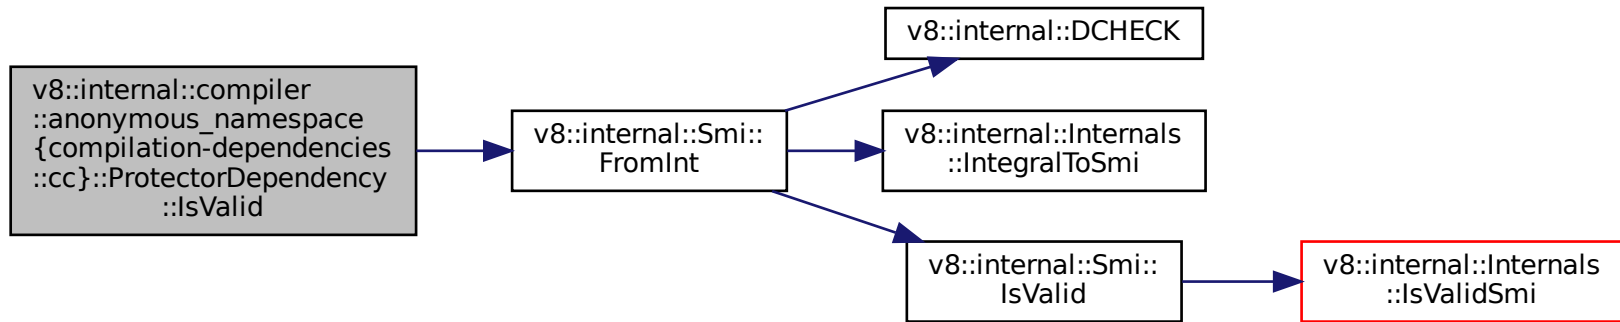 v8::internal::compiler
::anonymous_namespace
{compilation-dependencies
::cc}::ProtectorDependency
::IsValid
v8::internal::Smi::
FromInt
v8::internal::DCHECK
v8::internal::Internals
::IntegralToSmi
v8::internal::Smi::
IsValid
v8::internal::Internals
::IsValidSmi